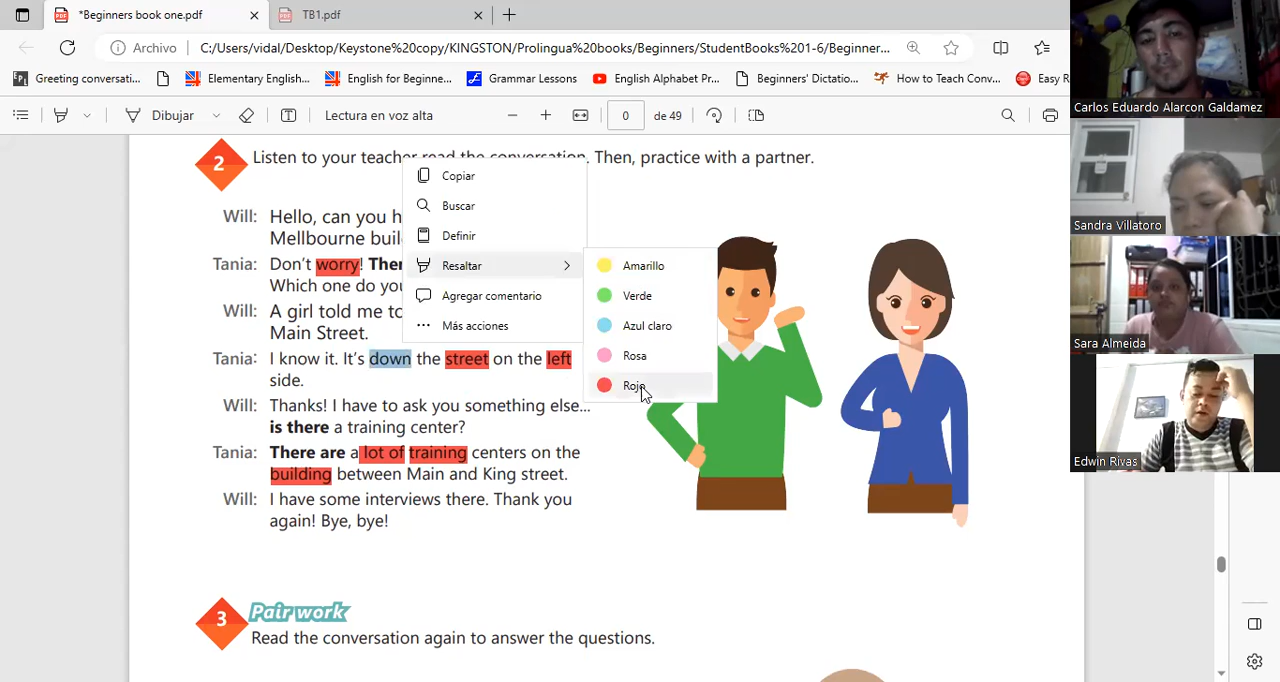 *Beginners book one.pdf
TB1.pdf
Archivo
C:/Users/vidal/Desktop/Keystone%20copy/KINGSTON/Prolingua%20books/Beginners/StudentBooks%201-6/Beginner...
Greeting conversati...
Elementary English...
English for Beginne...
Grammar Lessons
English Alphabet Pr...
Beginners' Dictatio...
How to Teach Conv...
Easy R
Dibujar
Lectura en voz alta
0
de 49
2
Listen to your teacher read the conversation. Then, practice with a partner.
Will: Hello, can you h
Mellbourne buil
Tania: Don't worry! Ther
Which one do you
Will: A girl told me to
Main Street.
Tania: I know it. It's down the street on the left
side.
Will: Thanks! I have to ask you something else...
is there a training center?
Tania: There are a lot of training centers on the
building between Main and King street.
Will: I have some interviews there. Thank you
again! Bye, bye!
Copiar
Buscar
Definir
Resaltar
Agregar comentario
Más acciones
Amarillo
Verde
Azul claro
Rosa
Rojo
3
Pair work
Read the conversation again to answer the questions.
Carlos Eduardo Alarcon Galdamez
Sandra Villatoro
Sara Almeida
Edwin Rivas